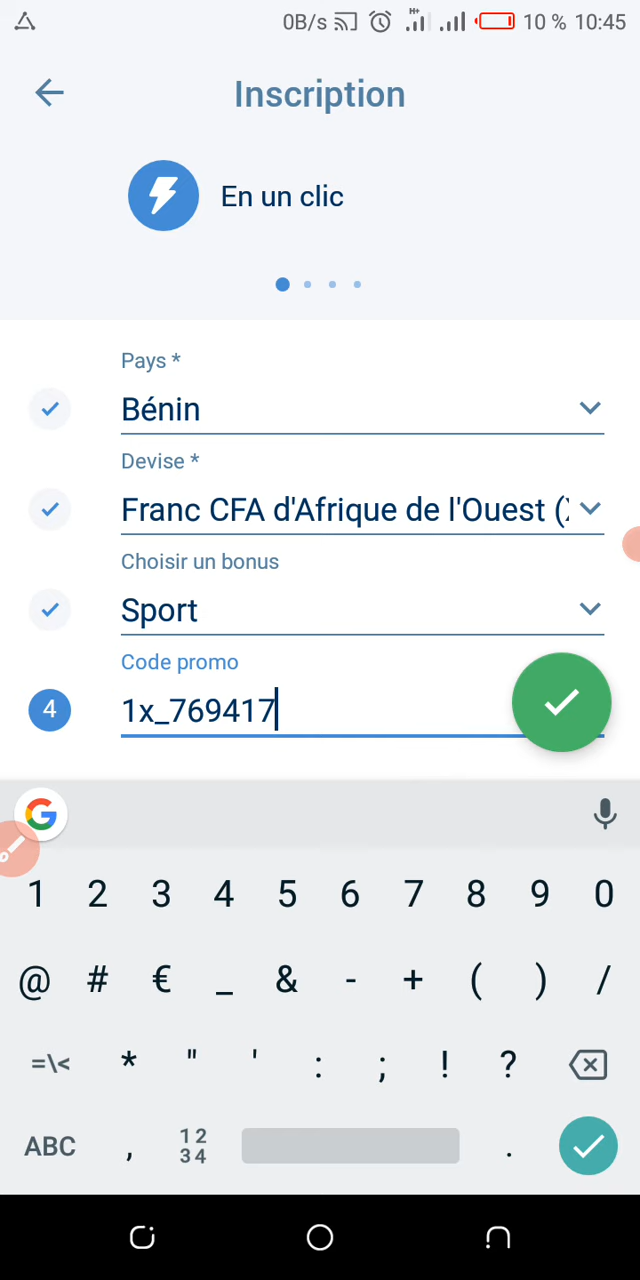 0B/s H+ 10 % 10:45
Inscription
En un clic
Pays *
Bénin
Devise *
Franc CFA d'Afrique de l'Ouest (
Choisir un bonus
Sport
Code promo
4 1x_769417
1 2 3 4 5 6 7 8 9 0
@ # € _ & - + ( ) /
=\< * " ' : ; ! ?
ABC , 12 .
34